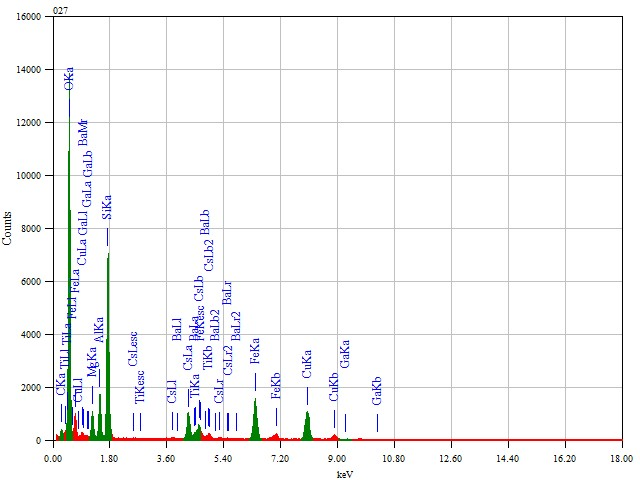 027
16000
14000
12000
10000
8000
6000
4000
2000
0
Counts
0.00
1.80
3.60
5.40
7.20
9.00
10.80
12.60
14.40
16.20
18.00
keV
CKa
TiLl TiLa
OKa
FeLl FeLa
CuLl
CuLa GaLl GaLa GaLb BaMr
MgKa
AlKa
SiKa
CsLesc
TiKesc
CsLl
BaLl
CsLa
TiKa
BaLa
FeKesc CsLb
TiKb
CsLb2 BaLb
BaLb2
CsLr
CsLr2
BaLr
BaLr2
FeKa
FeKb
CuKa
CuKb
GaKa
GaKb